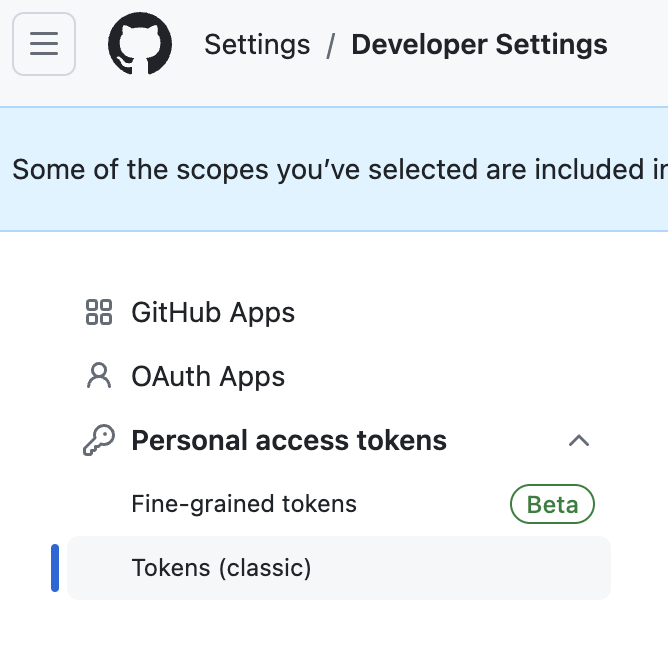 Settings / Developer Settings
Some of the scopes you’ve selected are included
GitHub Apps
OAuth Apps
Personal access tokens
Fine-grained tokens Beta
Tokens (classic)